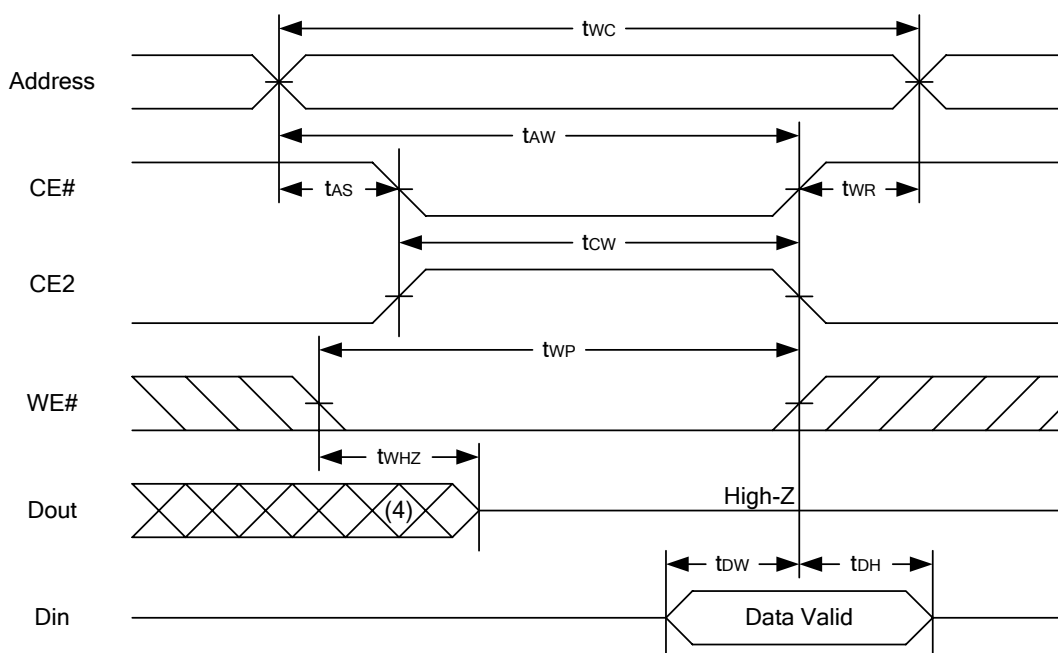 tWC
Address
tAW
CE#
tAS
tWR
tCW
CE2
tWP
WE#
tWHZ
High-Z
Dout
(4)
tDW
tDH
Din
Data Valid